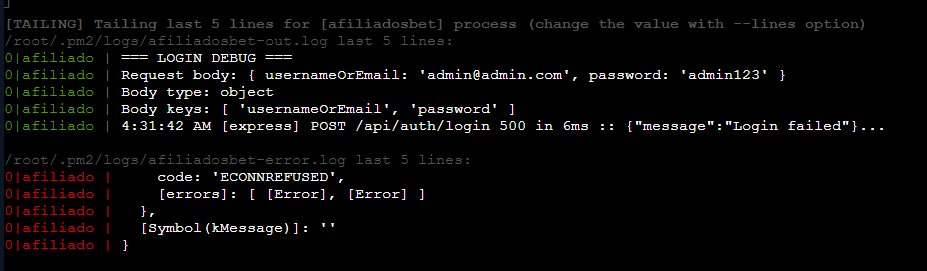 [TAILING] Tailing last 5 lines for [afiliadosbet] process (change the value with --lines option)
/root/.pm2/logs/afiliadosbet-out.log last 5 lines:
0|afiliado | === LOGIN DEBUG ===
0|afiliado | Request body: { usernameOrEmail: 'admin@admin.com', password: 'admin123' }
0|afiliado | Body type: object
0|afiliado | Body keys: [ 'usernameOrEmail', 'password' ]
0|afiliado | 4:31:42 AM [express] POST /api/auth/login 500 in 6ms :: {"message":"Login failed"}...

/root/.pm2/logs/afiliadosbet-error.log last 5 lines:
0|afiliado |     code: 'ECONNREFUSED',
0|afiliado |     [errors]: [ [Error], [Error] ]
0|afiliado |   },
0|afiliado |   [Symbol(kMessage)]: ''
0|afiliado | }